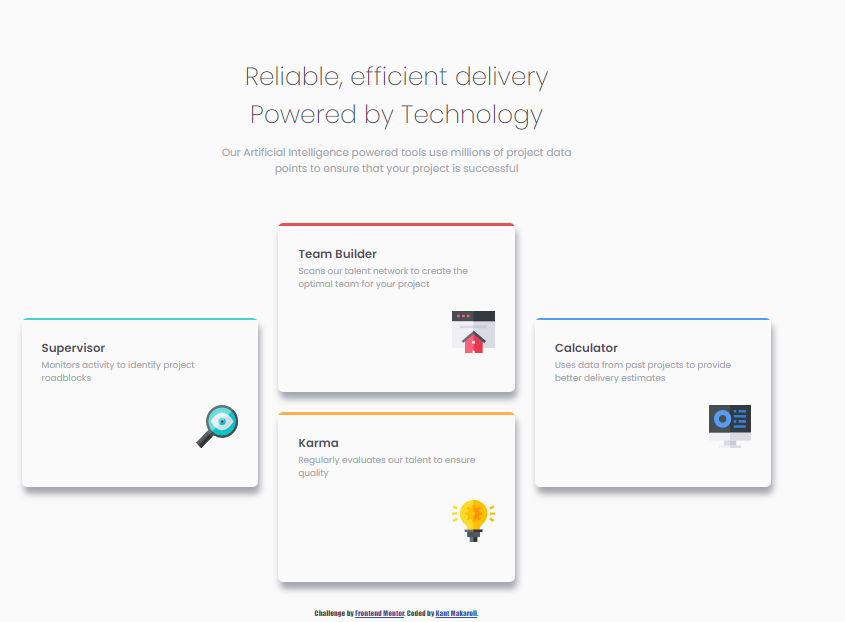 Reliable, efficient delivery
Powered by Technology
Our Artificial Intelligence powered tools use millions of project data
points to ensure that your project is successful
Team Builder
Scans our talent network to create the
optimal team for your project
Supervisor
Monitors activity to identify project
roadblocks
Calculator
Uses data from past projects to provide
better delivery estimates
Karma
Regularly evaluates our talent to ensure
quality
Challenge by Frontend Mentor. Coded by Kant Makaroll.